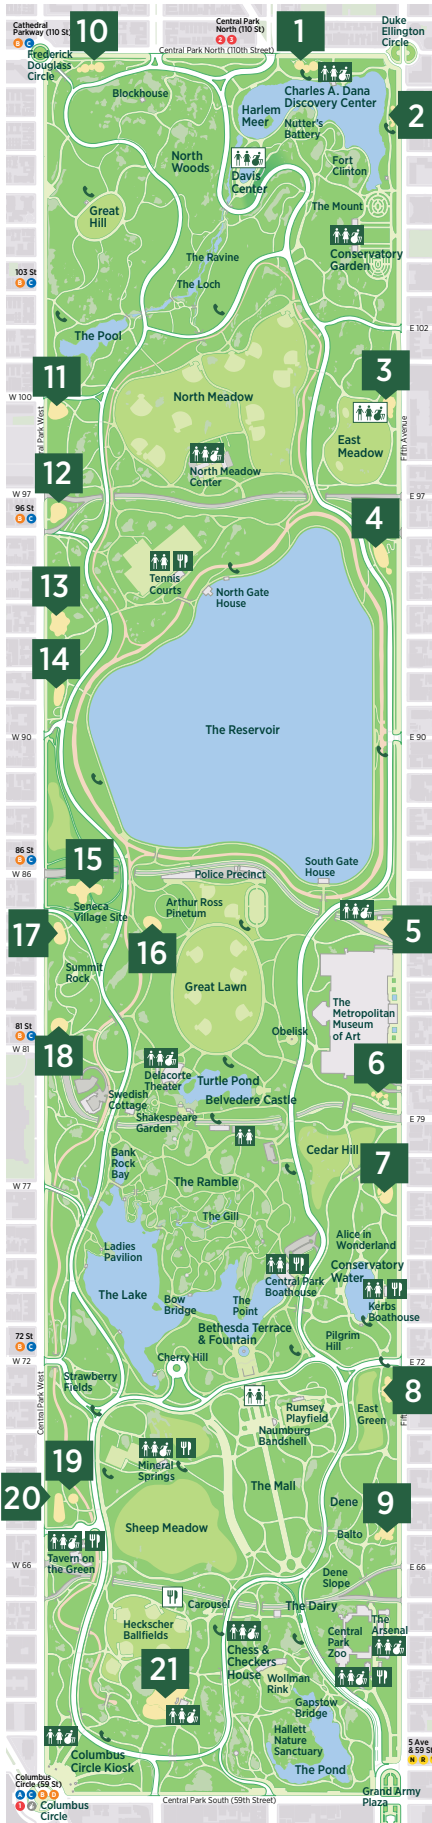 Cathedral
Parkway (110 St)
B C
10
Central Park
North (110 St)
2 3
1
Duke
Ellington
Circle
Central Park North (110th Street)
Frederick
Douglass
Circle
Blockhouse
Charles A. Dana
Discovery Center
2
Harlem
Meer
Nutter's
Battery
North
Woods
Fort
Clinton
Davis
Center
The Mount
Great
Hill
Conservatory
Garden
The Ravine
103 St
B C
The Loch
The Pool
E 102
11
3
W 100
North Meadow
East
Meadow
Fifth Avenue
al Park West
12
North Meadow
Center
W 97
E 97
96 St
B C
4
13
Tennis
Courts
North Gate
House
14
The Reservoir
W 90
E 90
86 St
B C
15
South Gate
House
W 86
Police Precinct
Seneca
Village Site
Arthur Ross
Pinetum
17
16
5
Summit
Rock
Great Lawn
The
Metropolitan
Museum
of Art
81 St
B C
18
Obelisk
W 81
6
Delacorte
Theater
Turtle Pond
Belvedere Castle
Swedish
Cottage
Shakespeare
Garden
E 79
Bank
Rock
Bay
Cedar Hill
7
W 77
The Ramble
The Gill
Alice in
Wonderland
Ladies
Pavilion
Conservatory
Water
Central Park
Boathouse
The Lake
Bow
Bridge
The
Point
Kerbs
Boathouse
Bethesda Terrace
& Fountain
Pilgrim
Hill
72 St
B C
W 72
Cherry Hill
E 72
Strawberry
Fields
8
Central Park West
Rumsey
Playfield
East
Green
Fift
Naumburg
Bandshell
19
Mineral
Springs
The Mall
20
Dene
9
Sheep Meadow
Balto
Tavern on
the Green
W 66
E 66
Dene
Slope
Carousel
The Dairy
Heckscher
Ballfields
The
Arsenal
Central
Park
Zoo
Chess &
Checkers
House
21
Wollman
Rink
Gapstow
Bridge
Hallett
Nature
Sanctuary
5 Ave
& 59 St
N R
Columbus
Circle Kiosk
The Pond
Columbus
Circle (59 St)
A C B D
1
Columbus
Circle
Central Park South (59th Street)
Grand Army
Plaza